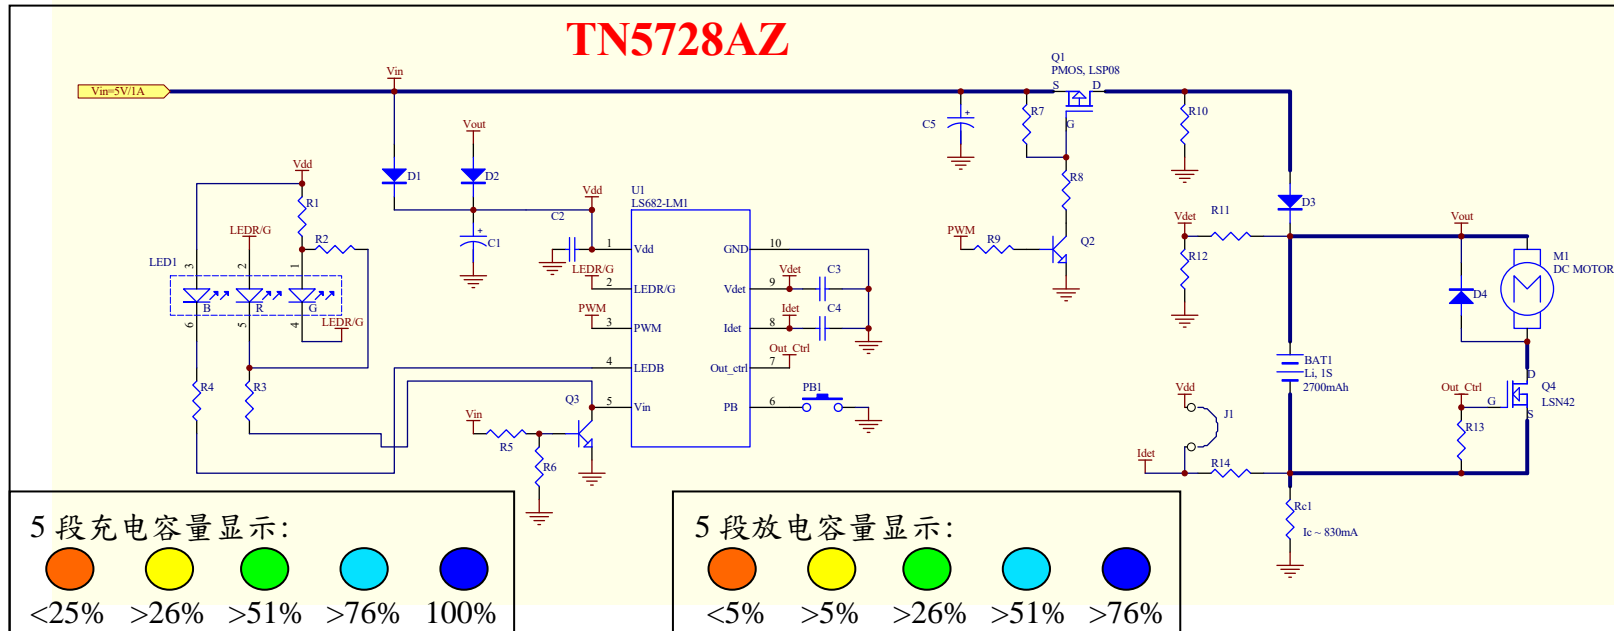 TN5728AZ
Vin=5V/1A
Vin
Vout
Vdd
D1
D2
R1
R2
LEDR/G
LED1
3
2
1
B
R
G
6
5
4
LEDR/G
R4
R3
C1
C2
Vdd
U1
LS682-LM1
1 Vdd
LEDR/G
2 LEDR/G
PWM
3 PWM
4 LEDB
5 Vin
GND 10
Vdet 9
Vdet
C3
Idet 8
Idet
C4
Out_ctrl 7
Out_Ctrl
PB 6
PB1
Q3
Vin
R5
R6
C5
R7
Q1
PMOS, LSP08
S
D
G
R8
PWM
R9
Q2
R10
D3
Vdet
R11
R12
Vout
M1
DC MOTOR
D4
BAT1
Li, 1S
2700mAh
Out_Ctrl
D
G
S
Q4
LSN42
R13
Vdd
J1
Idet
R14
Rc1
Ic ~ 830mA
5 段充电容量显示:
<25% >26% >51% >76% 100%
5 段放电容量显示:
<5% >5% >26% >51% >76%